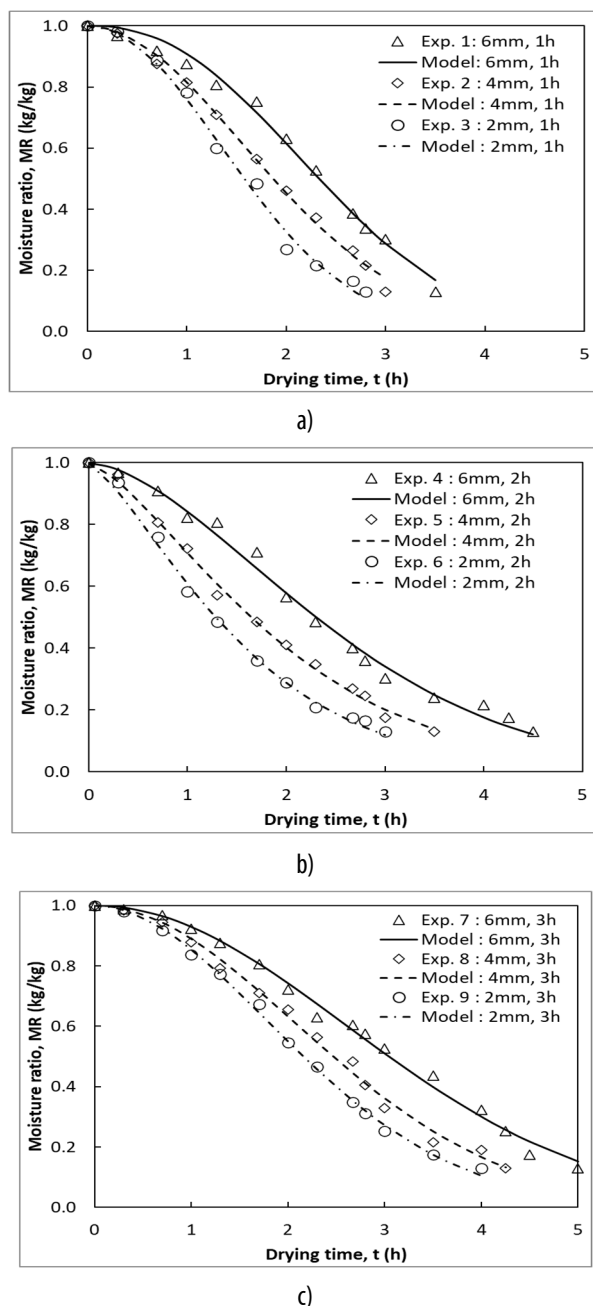 1.0
0.8
0.6
0.4
0.2
0.0
Moisture ratio, MR (kg/kg)
Exp. 1: 6mm, 1h
Model: 6mm, 1h
Exp. 2 : 4mm, 1h
Model : 4mm, 1h
Exp. 3 : 2mm, 1h
Model : 2mm, 1h
0 1 2 3 4 5
Drying time, t (h)
a)
1.0
0.8
0.6
0.4
0.2
0.0
Moisture ratio, MR (kg/kg)
Exp. 4 : 6mm, 2h
Model : 6mm, 2h
Exp. 5 : 4mm, 2h
Model : 4mm, 2h
Exp. 6 : 2mm, 2h
Model : 2mm, 2h
0 1 2 3 4 5
Drying time, t (h)
b)
1.0
0.8
0.6
0.4
0.2
0.0
Moisture ratio, MR (kg/kg)
Exp. 7 : 6mm, 3h
Model : 6mm, 3h
Exp. 8 : 4mm, 3h
Model : 4mm, 3h
Exp. 9 : 2mm, 3h
Model : 2mm, 3h
0 1 2 3 4 5
Drying time, t (h)
c)